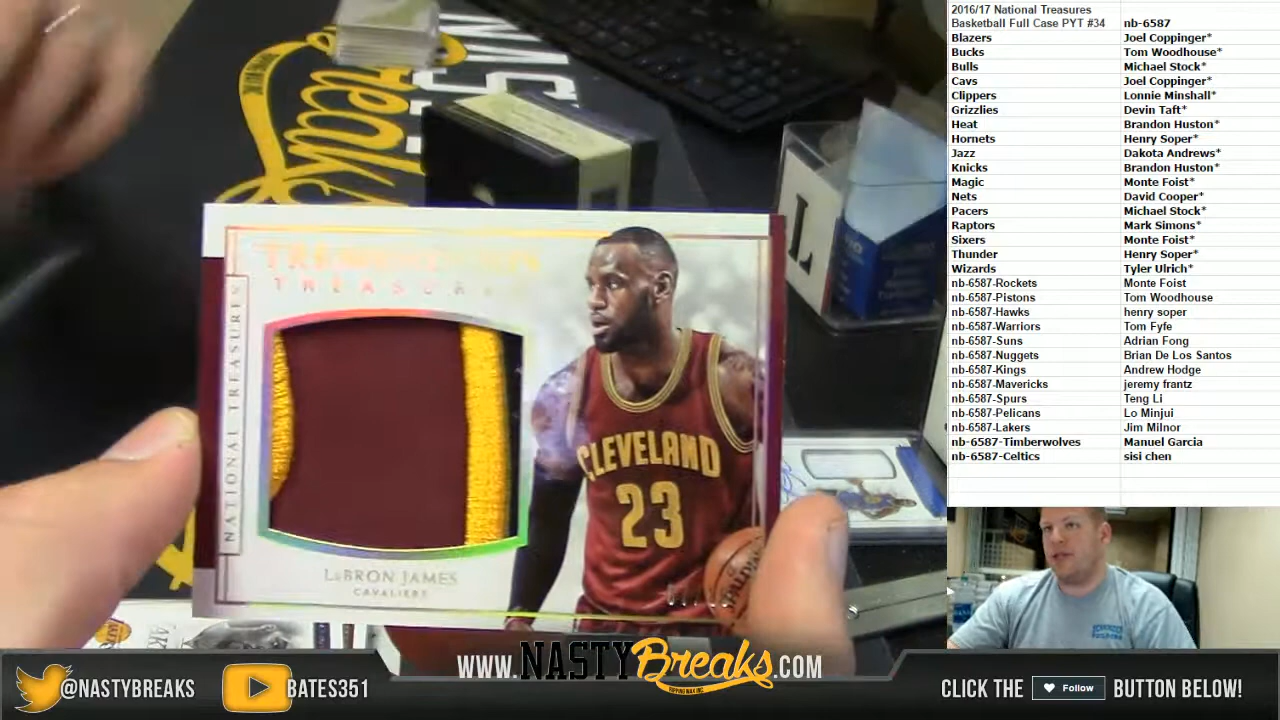 2016/17 National Treasures
Basketball Full Case PYT #34 nb-6587
Blazers Joel Coppinger*
Bucks Tom Woodhouse*
Bulls Michael Stock*
Cavs Joel Coppinger*
Clippers Lonnie Minshall*
Grizzlies Devin Taft*
Heat Brandon Huston*
Hornets Henry Soper*
Jazz Dakota Andrews*
Knicks Brandon Huston*
Magic Monte Foist*
Nets David Cooper*
Pacers Michael Stock*
Raptors Mark Simons*
Sixers Monte Foist*
Thunder Henry Soper*
Wizards Tyler Ulrich*
nb-6587-Rockets Monte Foist
nb-6587-Pistons Tom Woodhouse
nb-6587-Hawks henry soper
nb-6587-Warriors Tom Fyfe
nb-6587-Suns Adrian Fong
nb-6587-Nuggets Brian De Los Santos
nb-6587-Kings Andrew Hodge
nb-6587-Mavericks jeremy frantz
nb-6587-Spurs Teng Li
nb-6587-Pelicans Lo Minjui
nb-6587-Lakers Jim Milnor
nb-6587-Timberwolves Manuel Garcia
nb-6587-Celtics sisi chen
NATIONAL TREASURES
LeBRON JAMES
CAVALIERS
CLEVELAND
23
SPALDING
L
@NASTYBREAKS
BATES351
WWW.NASTYBreaks.COM
CLICK THE Follow BUTTON BELOW!